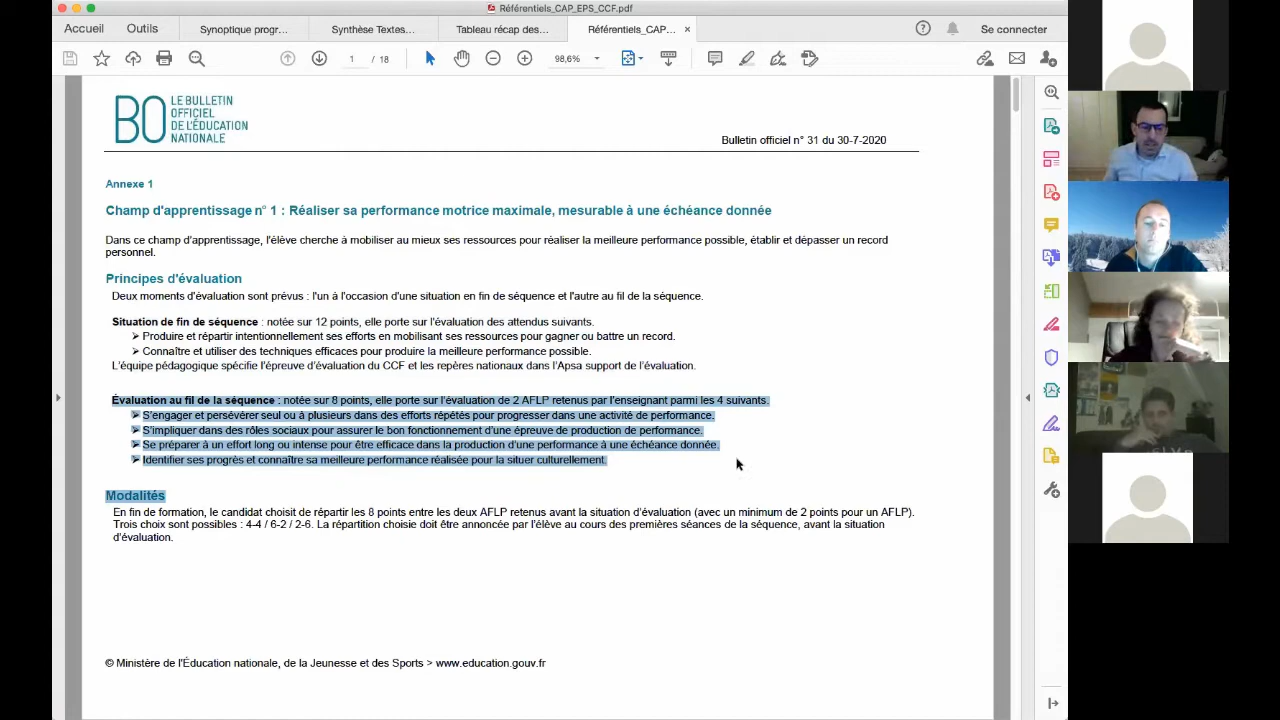 Référentiels_CAP_EPS_CCF.pdf
Accueil Outils Synoptique progr... Synthèse Textes... Tableau récap des... Référentiels_CAP... × Se connecter
1 / 18 98,6%
BO LE BULLETIN
OFFICIEL
DE L'ÉDUCATION
NATIONALE
Bulletin officiel n° 31 du 30-7-2020
Annexe 1
Champ d'apprentissage n° 1 : Réaliser sa performance motrice maximale, mesurable à une échéance donnée
Dans ce champ d'apprentissage, l'élève cherche à mobiliser au mieux ses ressources pour réaliser la meilleure performance possible, établir et dépasser un record
personnel.
Principes d'évaluation
Deux moments d'évaluation sont prévus : l'un à l'occasion d'une situation en fin de séquence et l'autre au fil de la séquence.
Situation de fin de séquence : notée sur 12 points, elle porte sur l'évaluation des attendus suivants.
➢ Produire et répartir intentionnellement ses efforts en mobilisant ses ressources pour gagner ou battre un record.
➢ Connaître et utiliser des techniques efficaces pour produire la meilleure performance possible.
L'équipe pédagogique spécifie l'épreuve d'évaluation du CCF et les repères nationaux dans l'Apsa support de l'évaluation.
Évaluation au fil de la séquence : notée sur 8 points, elle porte sur l'évaluation de 2 AFLP retenus par l'enseignant parmi les 4 suivants.
➢ S'engager et persévérer seul ou à plusieurs dans des efforts répétés pour progresser dans une activité de performance.
➢ S'impliquer dans des rôles sociaux pour assurer le bon fonctionnement d'une épreuve de production de performance.
➢ Se préparer à un effort long ou intense pour être efficace dans la production d'une performance à une échéance donnée.
➢ Identifier ses progrès et connaître sa meilleure performance réalisée pour la situer culturellement.
Modalités
En fin de formation, le candidat choisit de répartir les 8 points entre les deux AFLP retenus avant la situation d'évaluation (avec un minimum de 2 points pour un AFLP).
Trois choix sont possibles : 4-4 / 6-2 / 2-6. La répartition choisie doit être annoncée par l'élève au cours des premières séances de la séquence, avant la situation
d'évaluation.
© Ministère de l'Éducation nationale, de la Jeunesse et des Sports > www.education.gouv.fr